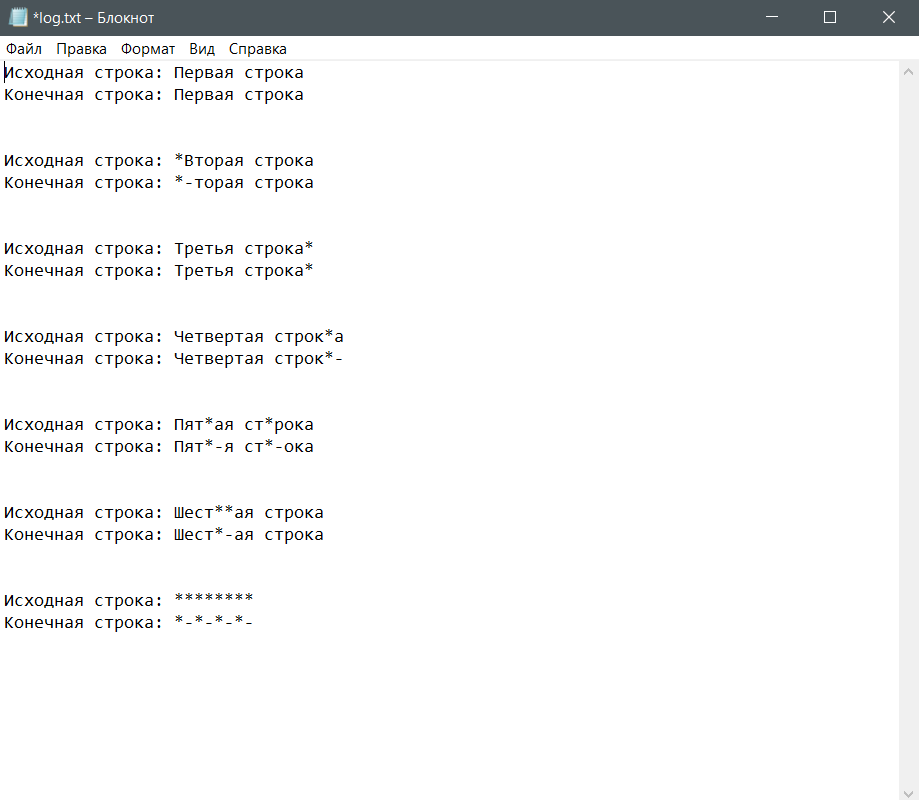 *log.txt – Блокнот
Файл Правка Формат Вид Справка
Исходная строка: Первая строка
Конечная строка: Первая строка
Исходная строка: *Вторая строка
Конечная строка: *-торая строка
Исходная строка: Третья строка*
Конечная строка: Третья строка*
Исходная строка: Четвертая строк*а
Конечная строка: Четвертая строк*-
Исходная строка: Пят*ая ст*рока
Конечная строка: Пят*-я ст*-ока
Исходная строка: Шест**ая строка
Конечная строка: Шест*-ая строка
Исходная строка: ********
Конечная строка: *-*-*-*-